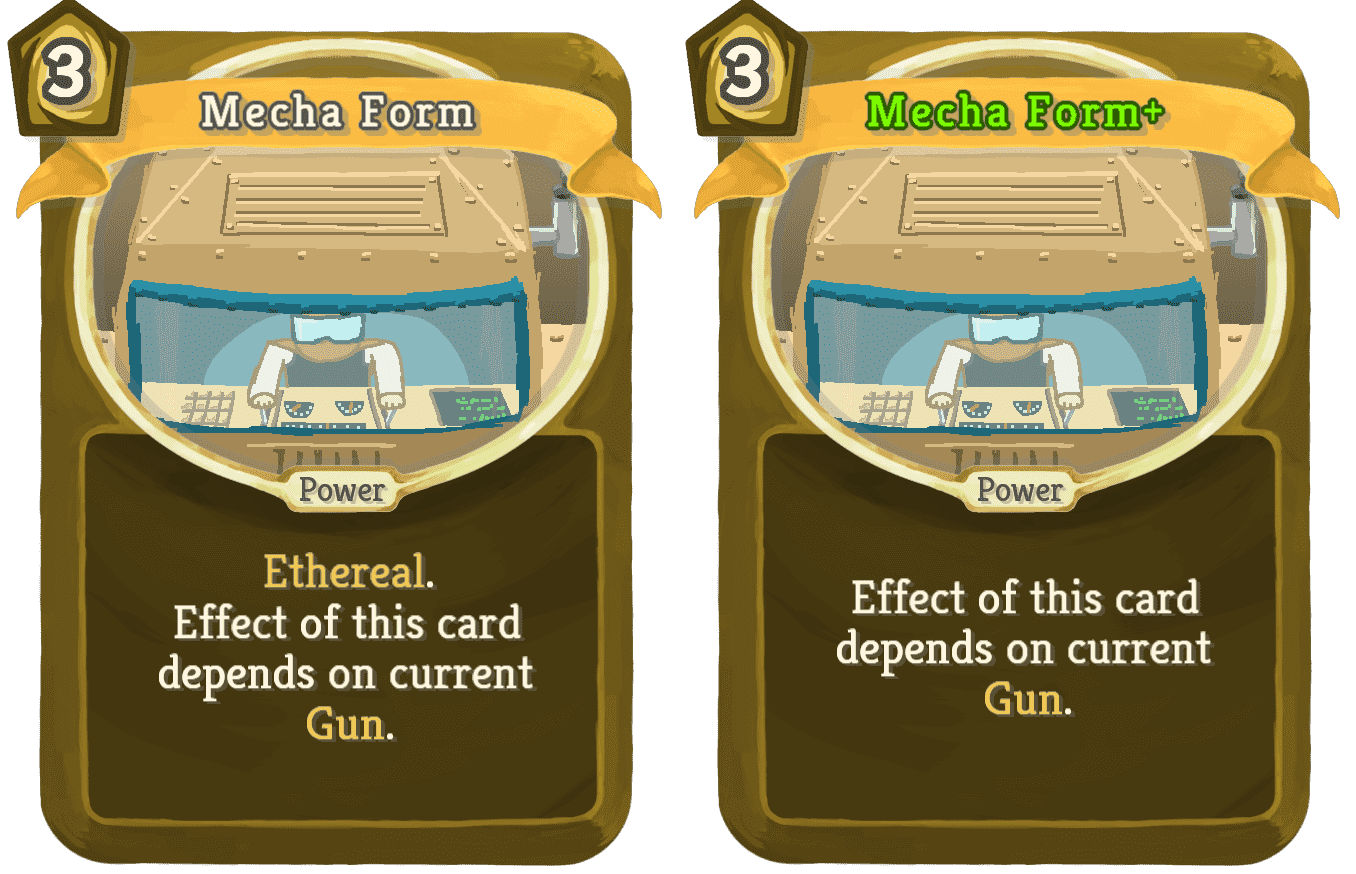 3
Mecha Form
Power
Ethereal.
Effect of this card
depends on current
Gun.
3
Mecha Form+
Power
Effect of this card
depends on current
Gun.